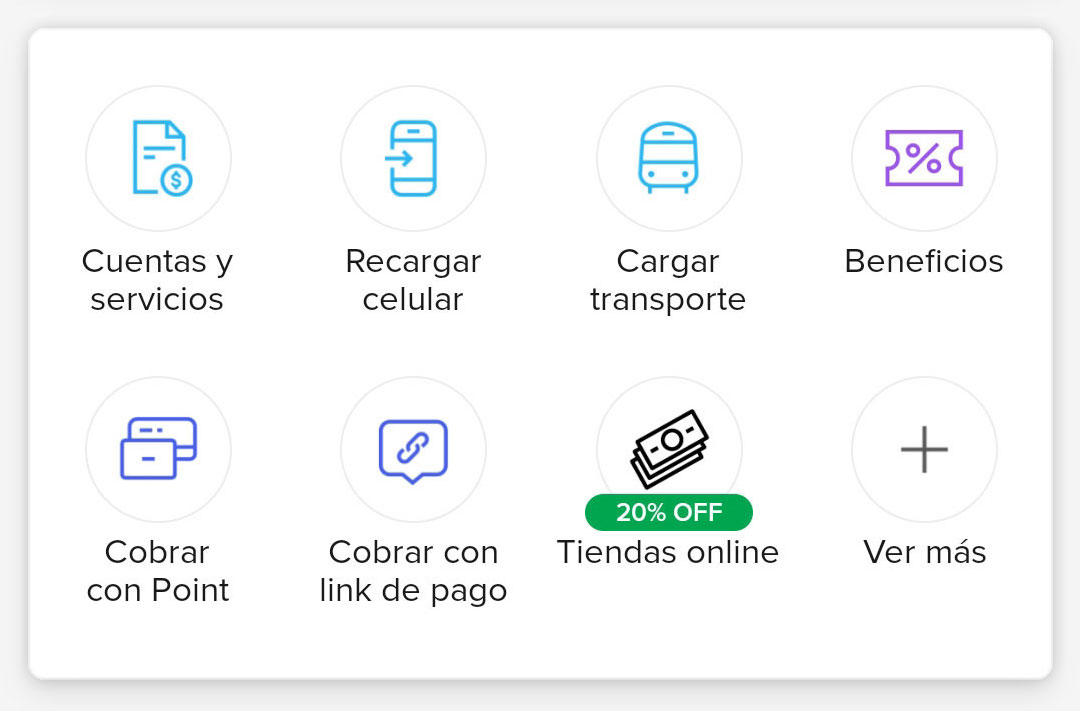 Cuentas y
servicios
Recargar
celular
Cargar
transporte
Beneficios
Cobrar
con Point
Cobrar con
link de pago
20% OFF
Tiendas online
Ver más